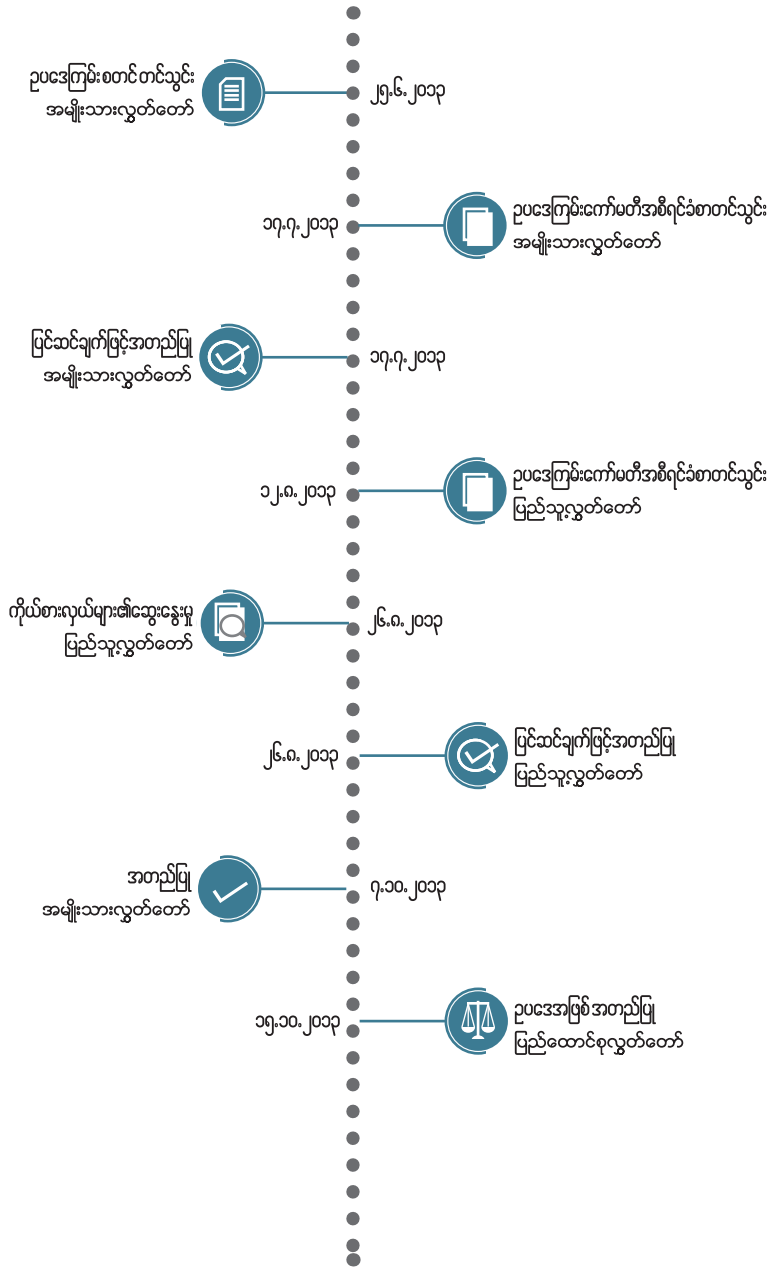 ဥပဒေကြမ်းစတင်တင်သွင်း
အမျိုးသားလွှတ်တော်
၂၅.၆.၂၀၁၃
၁၇.၇.၂၀၁၃
ဥပဒေကြမ်းကော်မတီအစီရင်ခံစာတင်သွင်း
အမျိုးသားလွှတ်တော်
ပြင်ဆင်ချက်ဖြင့်အတည်ပြု
အမျိုးသားလွှတ်တော်
၁၇.၇.၂၀၁၃
၁၂.၈.၂၀၁၃
ဥပဒေကြမ်းကော်မတီအစီရင်ခံစာတင်သွင်း
ပြည်သူ့လွှတ်တော်
ကိုယ်စားလှယ်များ၏ဆွေးနွေးမှု
ပြည်သူ့လွှတ်တော်
၂၆.၈.၂၀၁၃
၂၆.၈.၂၀၁၃
ပြင်ဆင်ချက်ဖြင့်အတည်ပြု
ပြည်သူ့လွှတ်တော်
အတည်ပြု
အမျိုးသားလွှတ်တော်
၇.၁၀.၂၀၁၃
၁၅.၁၀.၂၀၁၃
ဥပဒေအဖြစ်အတည်ပြု
ပြည်ထောင်စုလွှတ်တော်